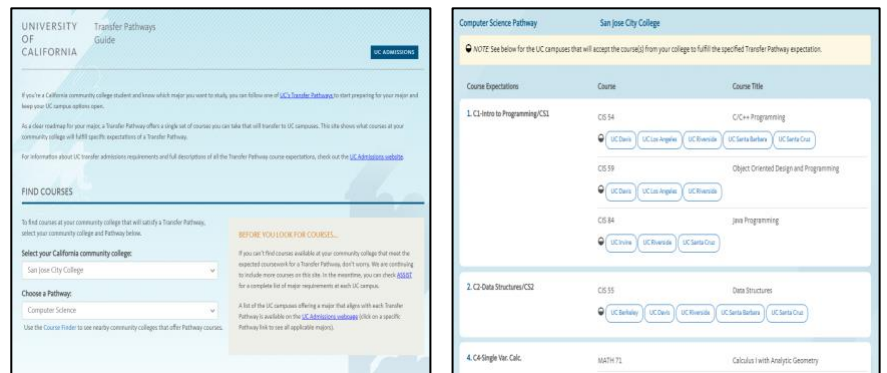 UNIVERSITY
OF
CALIFORNIA
Transfer Pathways
Guide
UC ADMISSIONS
If you're a California community college student and know which major you want to study, you can follow one of UC's Transfer Pathways to start preparing for your major and
keep your UC campus options open.
As a clear roadmap for your major, a Transfer Pathway offers a single set of courses you can take that will transfer to UC campuses. This site shows what courses at your
community college will fulfill specific expectations of a Transfer Pathway.
For information about UC transfer admissions requirements and full descriptions of all the Transfer Pathway course expectations, check out the UC Admissions website.
FIND COURSES
To find courses at your community college that will satisfy a Transfer Pathway,
select your community college and Pathway below.
Select your California community college:
San Jose City College
Choose a Pathway:
Computer Science
Use the Course Finder to see nearby community colleges that offer Pathway courses.
BEFORE YOU LOOK FOR COURSES...
If you can't find courses available at your community college that meet the
expected coursework for a Transfer Pathway, don't worry. We are continuing
to include more courses on this site. In the meantime, you can check ASSIST
for a complete list of major requirements at each UC campus.
A list of the UC campuses offering a major that aligns with each Transfer
Pathway is available on the UC Admissions webpage (click on a specific
Pathway link to see all applicable majors).
Computer Science Pathway San Jose City College
NOTE See below for the UC campuses that will accept the course(s) from your college to fulfill the specified Transfer Pathway expectation.
Course Expectations Course Course Title
1. C1-Intro to Programming/CS1 CIS 54 C/C++ Programming
UC Davis UC Los Angeles UC Riverside UC Santa Barbara UC Santa Cruz
CIS 59 Object Oriented Design and Programming
UC Davis UC Los Angeles UC Riverside
CIS 84 Java Programming
UC Irvine UC Riverside UC Santa Cruz
2. C2-Data Structures/CS2 CIS 55 Data Structures
UC Berkeley UC Davis UC Riverside UC Santa Barbara UC Santa Cruz
4. C4-Single Var. Calc. MATH 71 Calculus I with Analytic Geometry